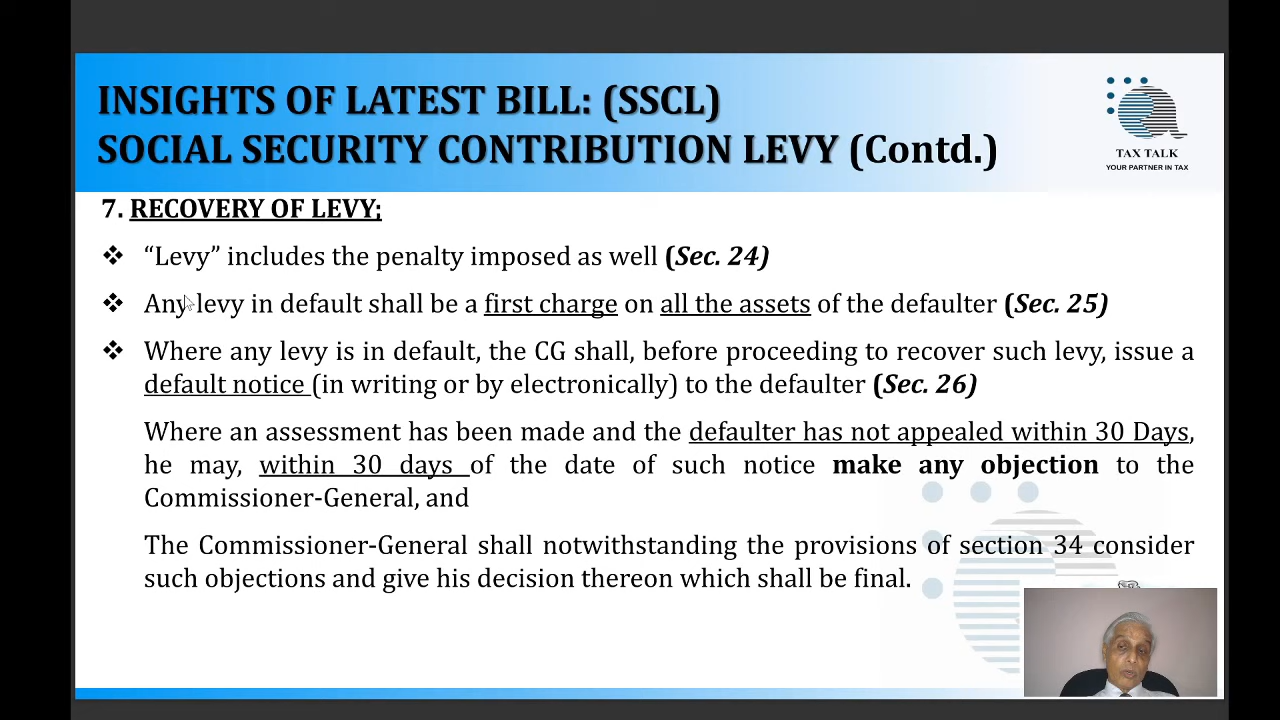 INSIGHTS OF LATEST BILL: (SSCL)
SOCIAL SECURITY CONTRIBUTION LEVY (Contd.)
TAX TALK
YOUR PARTNER IN TAX
7. RECOVERY OF LEVY;
❖ “Levy” includes the penalty imposed as well (Sec. 24)
❖ Any levy in default shall be a first charge on all the assets of the defaulter (Sec. 25)
❖ Where any levy is in default, the CG shall, before proceeding to recover such levy, issue a
default notice (in writing or by electronically) to the defaulter (Sec. 26)
Where an assessment has been made and the defaulter has not appealed within 30 Days,
he may, within 30 days of the date of such notice make any objection to the
Commissioner-General, and
The Commissioner-General shall notwithstanding the provisions of section 34 consider
such objections and give his decision thereon which shall be final.